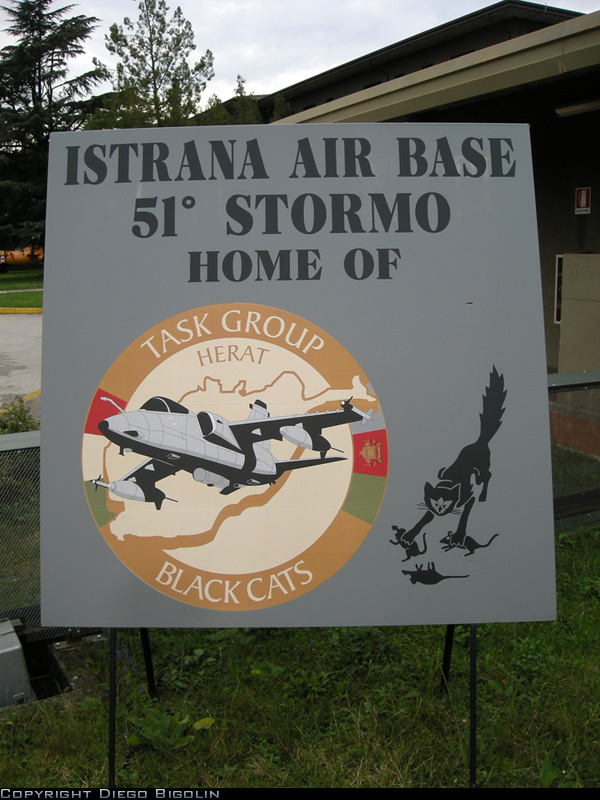 ISTRANA AIR BASE
51° STORMO
HOME OF
TASK GROUP
HERAT
BLACK CATS
Copyright Diego Bigolin